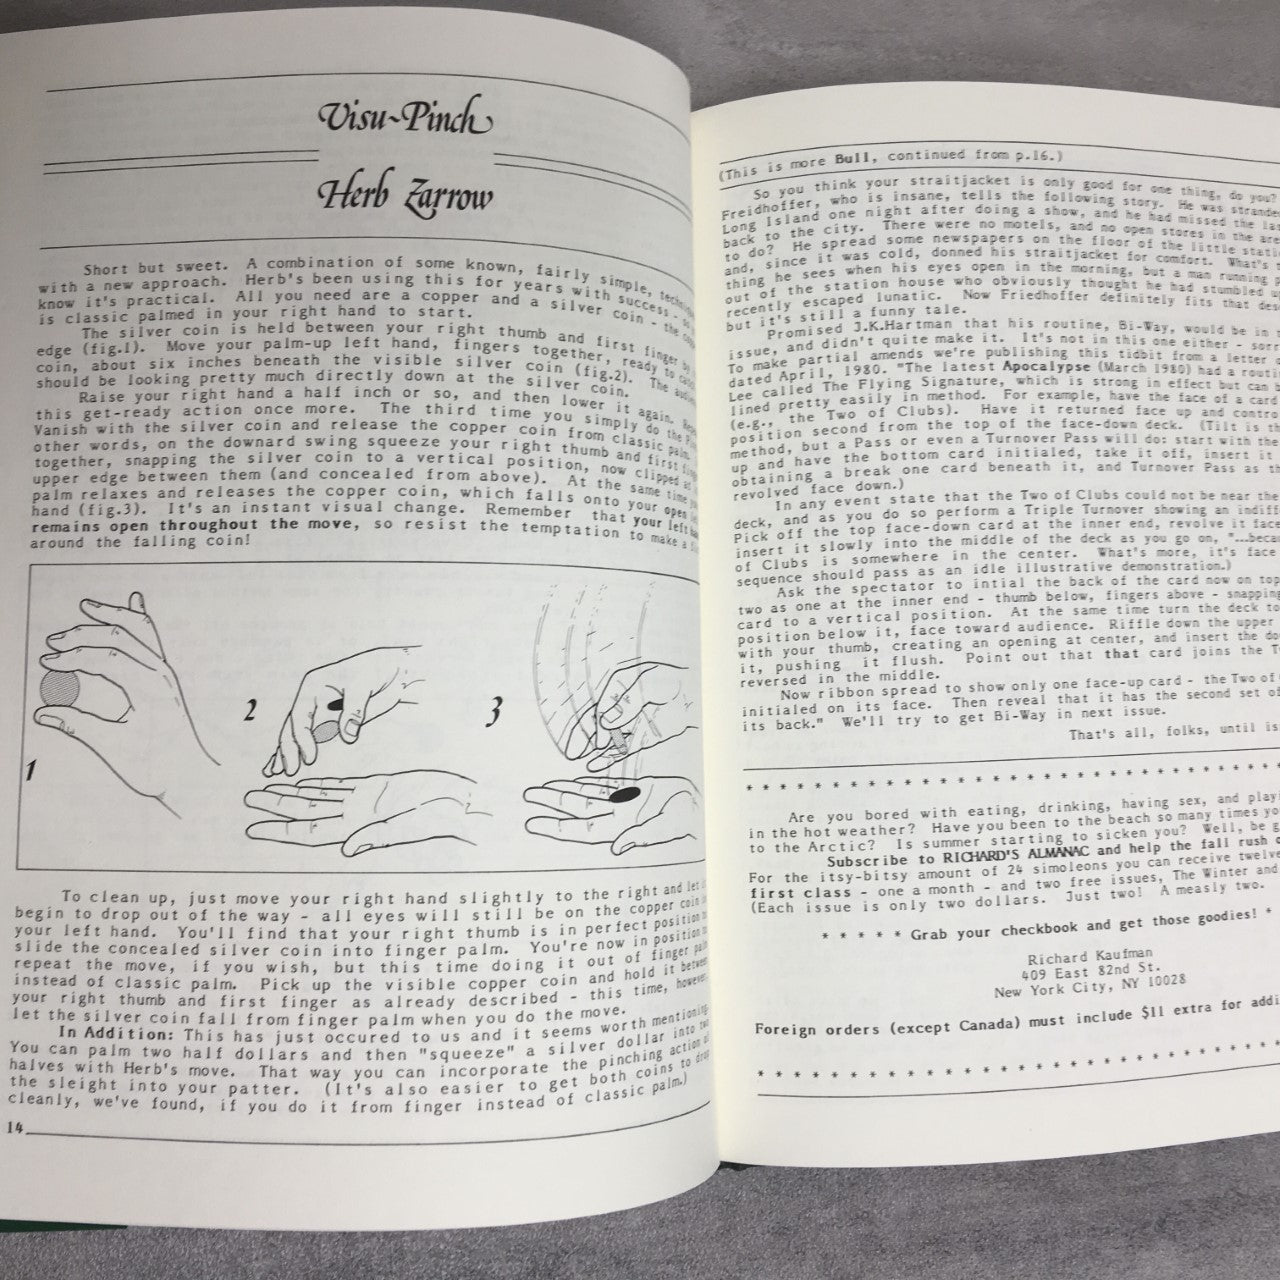 Visu-Pinch
Herb Zarrow
Short but sweet.  A combination of some known, fairly simple,
with a new approach.  Herb's been using this for years with success - so
know it's practical.  All you need are a copper and a silver coin - the
is classic palmed in your right hand to start.
The silver coin is held between your right thumb and first finger by
edge (fig.1).  Move your palm-up left hand, fingers together, ready to
coin, about six inches beneath the visible silver coin (fig.2).  The
should be looking pretty much directly down at the silver coin.
Raise your right hand a half inch or so, and then lower it again.
this get-ready action once more.  The third time you simply do the
Vanish with the silver coin and release the copper coin from classic palm.
other words, on the downard swing squeeze your right thumb and first
together, snapping the silver coin to a vertical position, now clipped
upper edge between them (and concealed from above).  At the same time
palm relaxes and releases the copper coin, which falls onto your open
hand (fig.3).  It's an instant visual change.  Remember that your left
remains open throughout the move, so resist the temptation to make a
around the falling coin!
1
2
3
To clean up, just move your right hand slightly to the right and let
begin to drop out of the way - all eyes will still be on the copper coin
your left hand.  You'll find that your right thumb is in perfect position
slide the concealed silver coin into finger palm.  You're now in position
repeat the move, if you wish, but this time doing it out of finger palm
instead of classic palm.  Pick up the visible copper coin and hold it between
your right thumb and first finger as already described - this time, however,
let the silver coin fall from finger palm when you do the move.
In Addition: This has just occured to us and it seems worth mentioning
You can palm two half dollars and then "squeeze" a silver dollar into two
halves with Herb's move.  That way you can incorporate the pinching action of
the sleight into your patter.  (It's also easier to get both coins to drop
cleanly, we've found, if you do it from finger instead of classic palm.)
14
(This is more Bull, continued from p.16.)
So you think your straitjacket is only good for one thing, do you?
Freidhoffer, who is insane, tells the following story.  He was
Long Island one night after doing a show, and he had missed the
back to the city.  There were no motels, and no open stores in the
to do?  He spread some newspapers on the floor of the little
and, since it was cold, donned his straitjacket for comfort.  What's
thing he sees when his eyes open in the morning, but a man running
out of the station house who obviously thought he had stumbled
recently escaped lunatic.  Now Friedhoffer definitely fits that
but it's still a funny tale.
Promised J.K.Hartman that his routine, Bi-Way, would be in
issue, and didn't quite make it.  It's not in this one either -
To make partial amends we're publishing this tidbit from a letter
dated April, 1980. "The latest Apocalypse (March 1980) had a
Lee called The Flying Signature, which is strong in effect but can
lined pretty easily in method.  For example, have the face of a card
(e.g., the Two of Clubs).  Have it returned face up and
position second from the top of the face-down deck.  (Tilt is
method, but a Pass or even a Turnover Pass will do: start with the
up and have the bottom card initialed, take it off, insert it
obtaining a break one card beneath it, and Turnover Pass as
revolved face down.)
In any event state that the Two of Clubs could not be near the
deck, and as you do so perform a Triple Turnover showing an
Pick off the top face-down card at the inner end, revolve it face
insert it slowly into the middle of the deck as you go on,
of Clubs is somewhere in the center.  What's more, it's face
sequence should pass as an idle illustrative demonstration.)
Ask the spectator to intial the back of the card now on top
two as one at the inner end - thumb below, fingers above - snapping
card to a vertical position.  At the same time turn the deck to
position below it, face toward audience.  Riffle down the upper
with your thumb, creating an opening at center, and insert the
it, pushing  it flush.  Point out that that card joins the
reversed in the middle.
Now ribbon spread to show only one face-up card - the Two of
initialed on its face.  Then reveal that it has the second set of
its back."  We'll try to get Bi-Way in next issue.
That's all, folks, until
* * * * * * * * * * * * * * * * * * * * * * * * *
Are you bored with eating, drinking, having sex, and
in the hot weather?  Have you been to the beach so many times
to the Arctic?  Is summer starting to sicken you?  Well, be
Subscribe to RICHARD'S ALMANAC and help the fall rush
For the itsy-bitsy amount of 24 simoleons you can receive twelve
first class - one a month - and two free issues, The Winter and
(Each issue is only two dollars.  Just two!  A measly two.
* * * * * Grab your checkbook and get those goodies! *
Richard Kaufman
409 East 82nd St.
New York City, NY 10028
Foreign orders (except Canada) must include $11 extra for
* * * * * * * * * * * * * * * * * * * * * * * * *